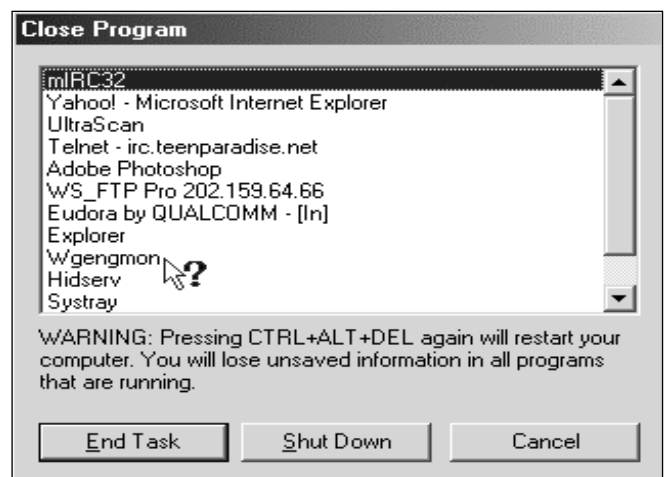 Close Program
mIRC32
Yahoo! - Microsoft Internet Explorer
UltraScan
Telnet - irc.teenparadise.net
Adobe Photoshop
WS_FTP Pro 202.159.64.66
Eudora by QUALCOMM - [In]
Explorer
Wgengmon
Hidserv
Systray
WARNING: Pressing CTRL+ALT+DEL again will restart your
computer. You will lose unsaved information in all programs
that are running.
End Task Shut Down Cancel